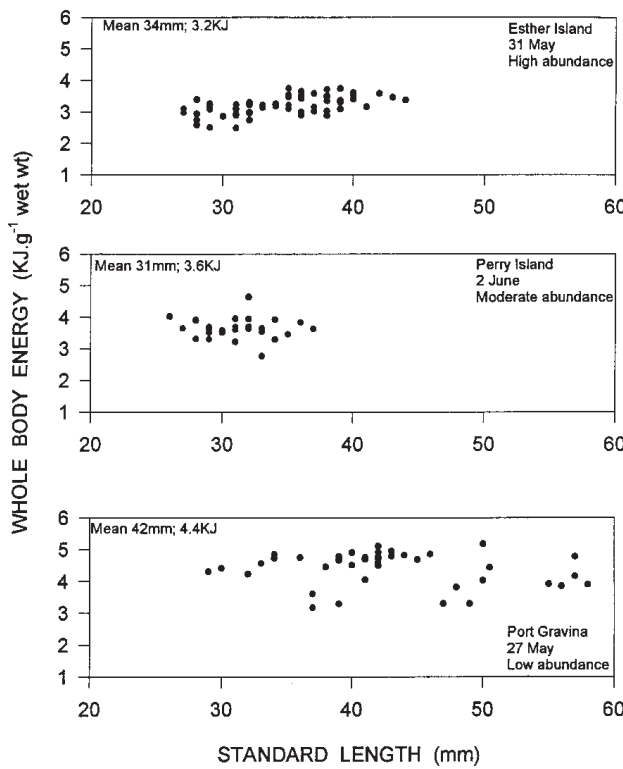 WHOLE BODY ENERGY (KJ.g⁻¹ wet wt)
6
5
4
3
2
1
Mean 34mm; 3.2KJ
Esther Island
31 May
High abundance
20
30
40
50
60
6
5
4
3
2
1
Mean 31mm; 3.6KJ
Perry Island
2 June
Moderate abundance
20
30
40
50
60
6
5
4
3
2
1
Mean 42mm; 4.4KJ
Port Gravina
27 May
Low abundance
20
30
40
50
60
STANDARD LENGTH (mm)